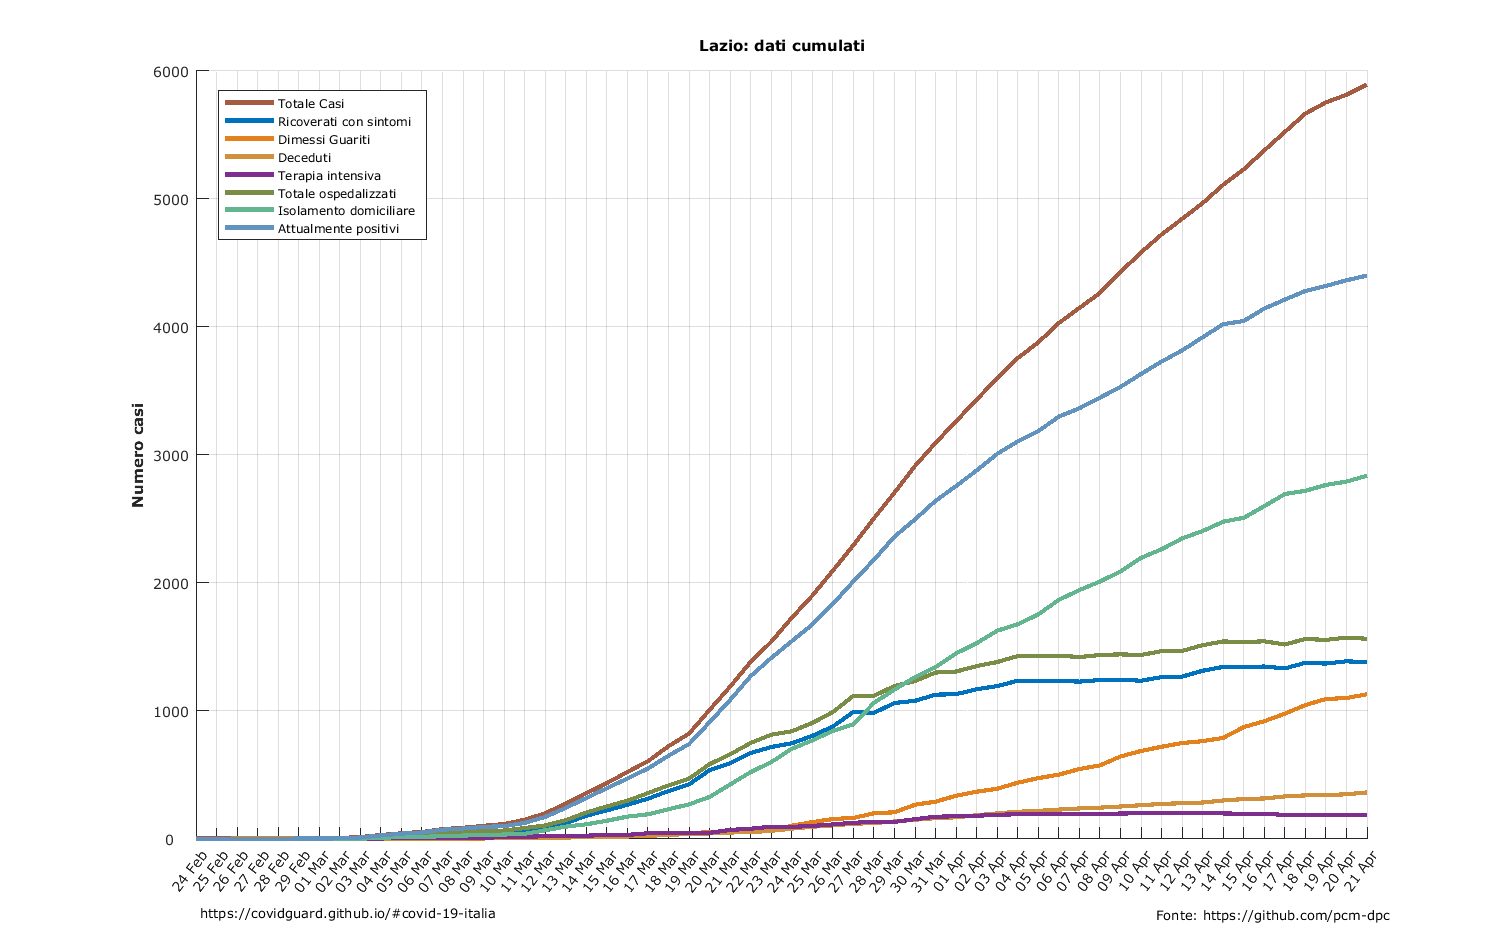 Lazio: dati cumulati
6000
5000
4000
3000
2000
1000
0
Numero casi
Totale Casi
Ricoverati con sintomi
Dimessi Guariti
Deceduti
Terapia intensiva
Totale ospedalizzati
Isolamento domiciliare
Attualmente positivi
24 Feb
25 Feb
26 Feb
27 Feb
28 Feb
29 Feb
01 Mar
02 Mar
03 Mar
04 Mar
05 Mar
06 Mar
07 Mar
08 Mar
09 Mar
10 Mar
11 Mar
12 Mar
13 Mar
14 Mar
15 Mar
16 Mar
17 Mar
18 Mar
19 Mar
20 Mar
21 Mar
22 Mar
23 Mar
24 Mar
25 Mar
26 Mar
27 Mar
28 Mar
29 Mar
30 Mar
31 Mar
01 Apr
02 Apr
03 Apr
04 Apr
05 Apr
06 Apr
07 Apr
08 Apr
09 Apr
10 Apr
11 Apr
12 Apr
13 Apr
14 Apr
15 Apr
16 Apr
17 Apr
18 Apr
19 Apr
20 Apr
21 Apr
https://covidguard.github.io/#covid-19-italia
Fonte: https://github.com/pcm-dpc